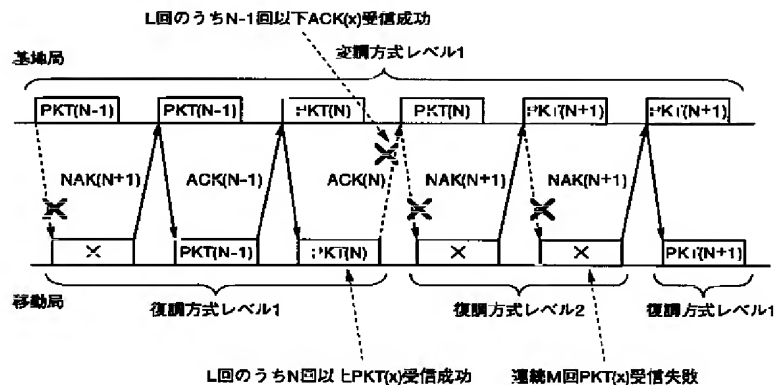 L回のうちN-1回以下ACK(x)受信成功
基地局
変調方式レベル1
PKT(N-1) PKT(N-1) PKT(N) PKT(N) PKT(N+1) PKT(N+1)
NAK(N+1) ACK(N-1) ACK(N) NAK(N+1) NAK(N+1)
× PKT(N-1) PKT(N) × × PKT(N+1)
移動局
復調方式レベル1 復調方式レベル2 復調方式レベル1
L回のうちN回以上PKT(x)受信成功 連続M回PKT(x)受信失敗